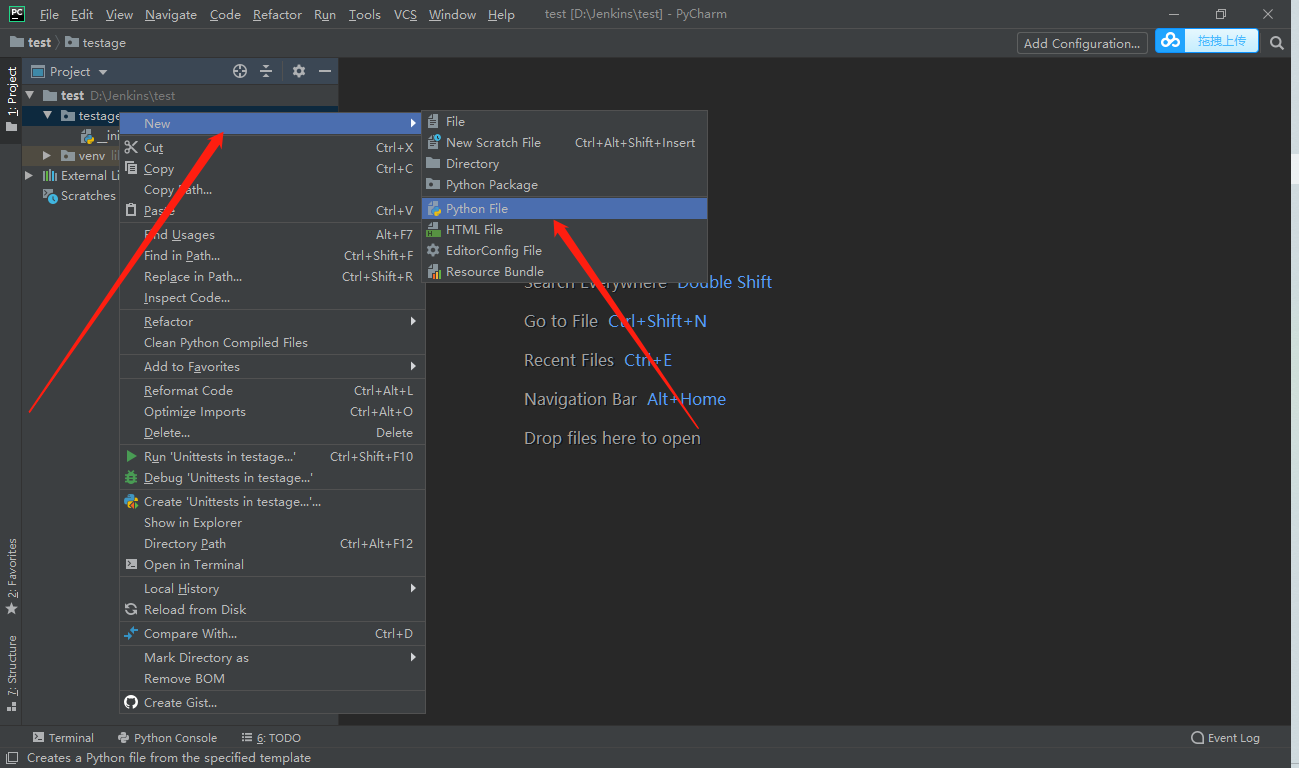 PC File Edit View Navigate Code Refactor Run Tools VCS Window Help test [D:\Jenkins\test] - PyCharm
test testage Add Configuration... 拖拽上传
1: Project
Project
test D:\Jenkins\test
testage
__ini
venv
External Li
Scratches
New
Cut Ctrl+X
Copy Ctrl+C
Copy Path...
Paste Ctrl+V
Find Usages Alt+F7
Find in Path... Ctrl+Shift+F
Replace in Path... Ctrl+Shift+R
Inspect Code...
Refactor
Clean Python Compiled Files
Add to Favorites
Reformat Code Ctrl+Alt+L
Optimize Imports Ctrl+Alt+O
Delete... Delete
Run 'Unittests in testage...' Ctrl+Shift+F10
Debug 'Unittests in testage...'
Create 'Unittests in testage...'...
Show in Explorer
Directory Path Ctrl+Alt+F12
Open in Terminal
Local History
Reload from Disk
Compare With... Ctrl+D
Mark Directory as
Remove BOM
Create Gist...
File
New Scratch File Ctrl+Alt+Shift+Insert
Directory
Python Package
Python File
HTML File
EditorConfig File
Resource Bundle
Search Everywhere Double Shift
Go to File Ctrl+Shift+N
Recent Files Ctrl+E
Navigation Bar Alt+Home
Drop files here to open
2: Favorites
7: Structure
Terminal Python Console 6: TODO Event Log
Creates a Python file from the specified template